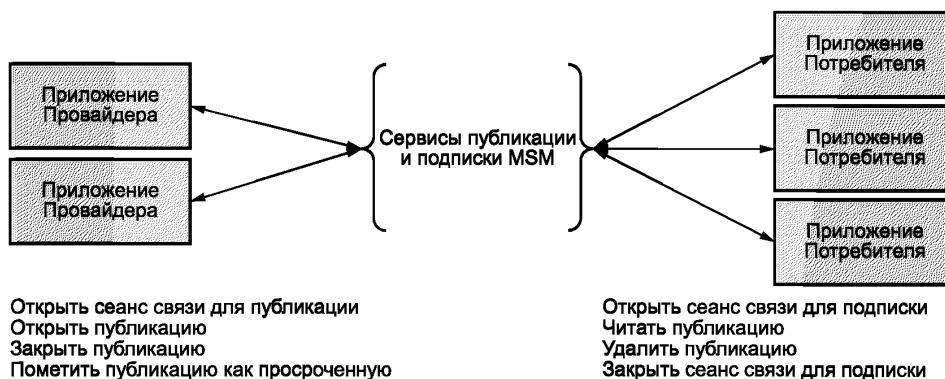 Приложение
Провайдера
Приложение
Провайдера
Сервисы публикации
и подписки MSM
Приложение
Потребителя
Приложение
Потребителя
Приложение
Потребителя
Открыть сеанс связи для публикации
Открыть публикацию
Закрыть публикацию
Пометить публикацию как просроченную
Открыть сеанс связи для подписки
Читать публикацию
Удалить публикацию
Закрыть сеанс связи для подписки